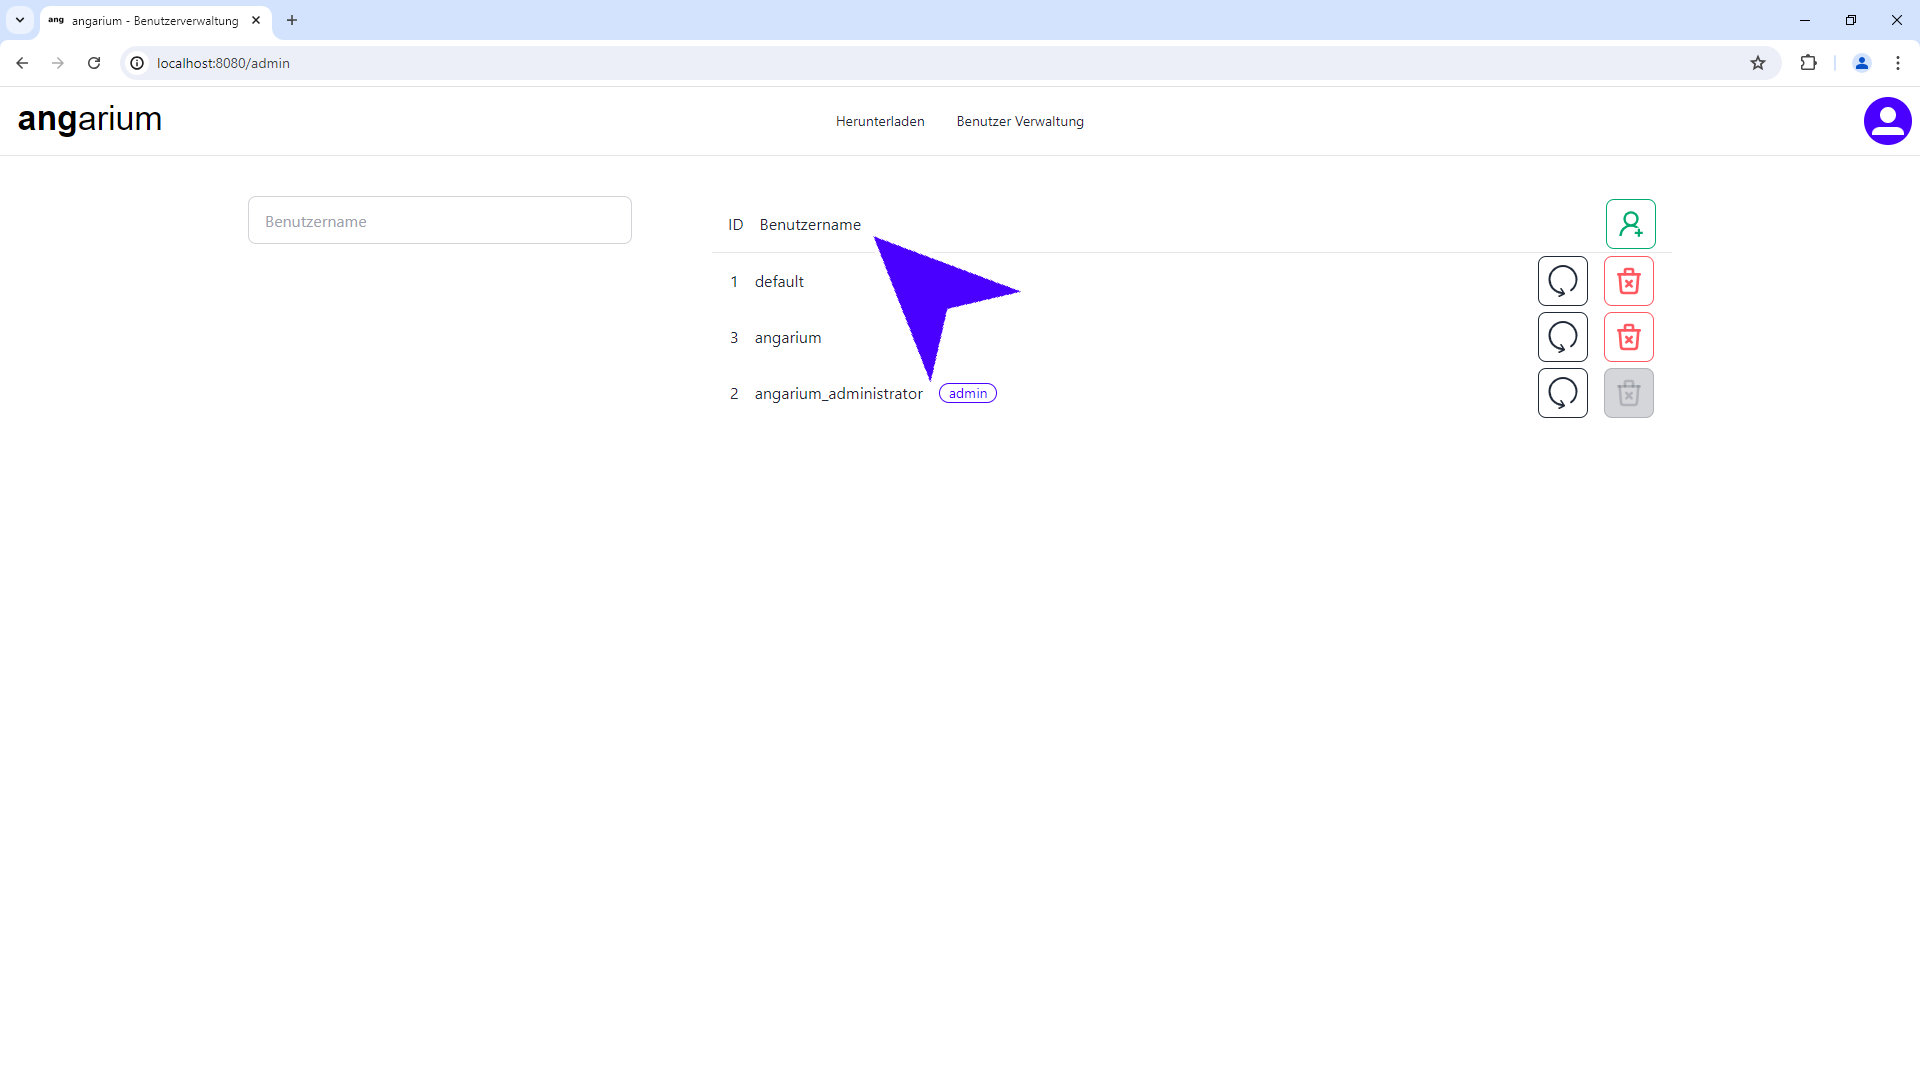 ang angarium - Benutzerverwaltung
localhost:8080/admin
angarium
Herunterladen Benutzer Verwaltung
Benutzername
ID Benutzername
1 default
3 angarium
2 angarium_administrator admin